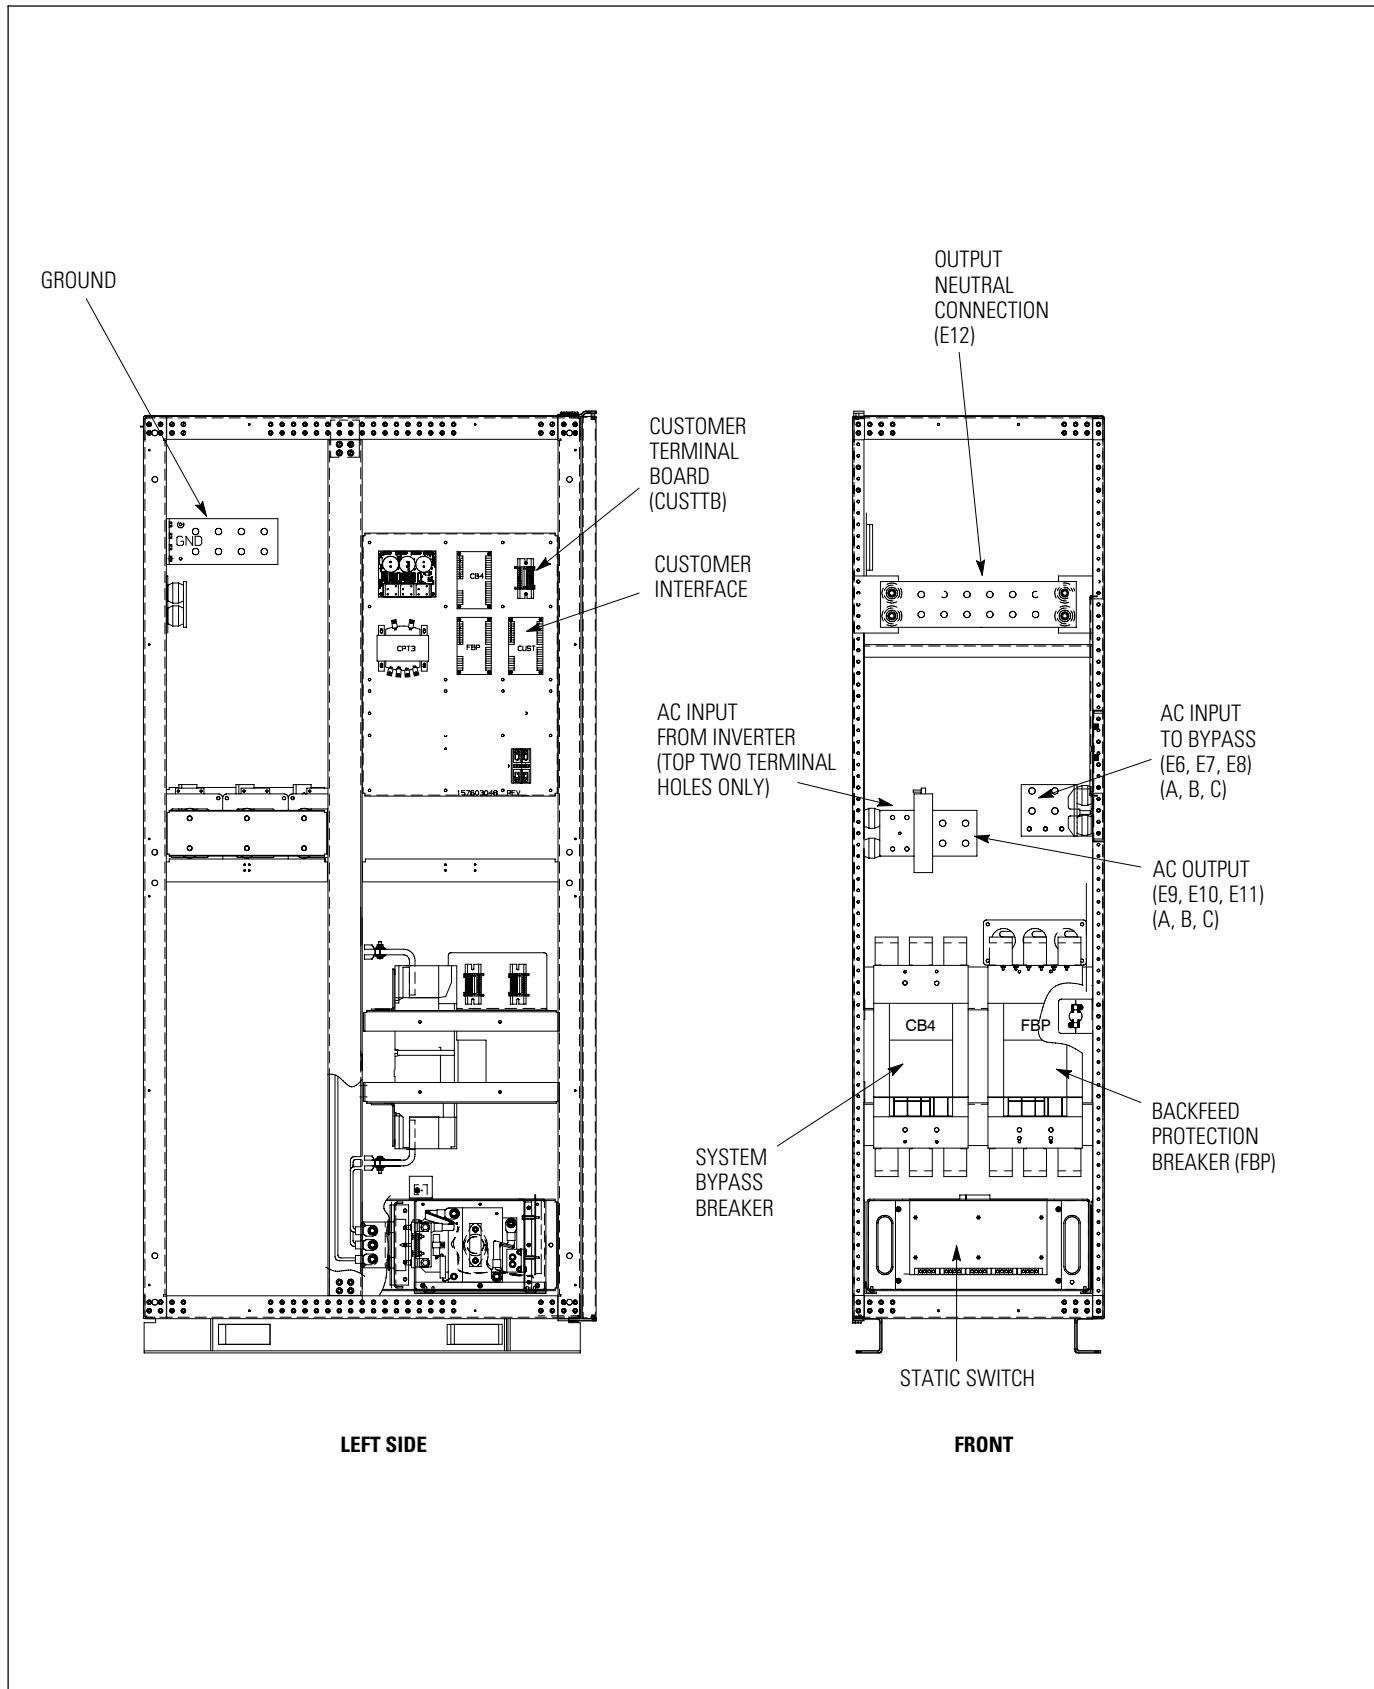 GROUND
GND
CUSTOMER
TERMINAL
BOARD
(CUSTTB)
CUSTOMER
INTERFACE
CB4
CPT3
FBP
CUST
157603048 REV
LEFT SIDE
OUTPUT
NEUTRAL
CONNECTION
(E12)
AC INPUT
FROM INVERTER
(TOP TWO TERMINAL
HOLES ONLY)
AC INPUT
TO BYPASS
(E6, E7, E8)
(A, B, C)
AC OUTPUT
(E9, E10, E11)
(A, B, C)
CB4
FBP
SYSTEM
BYPASS
BREAKER
BACKFEED
PROTECTION
BREAKER (FBP)
STATIC SWITCH
FRONT